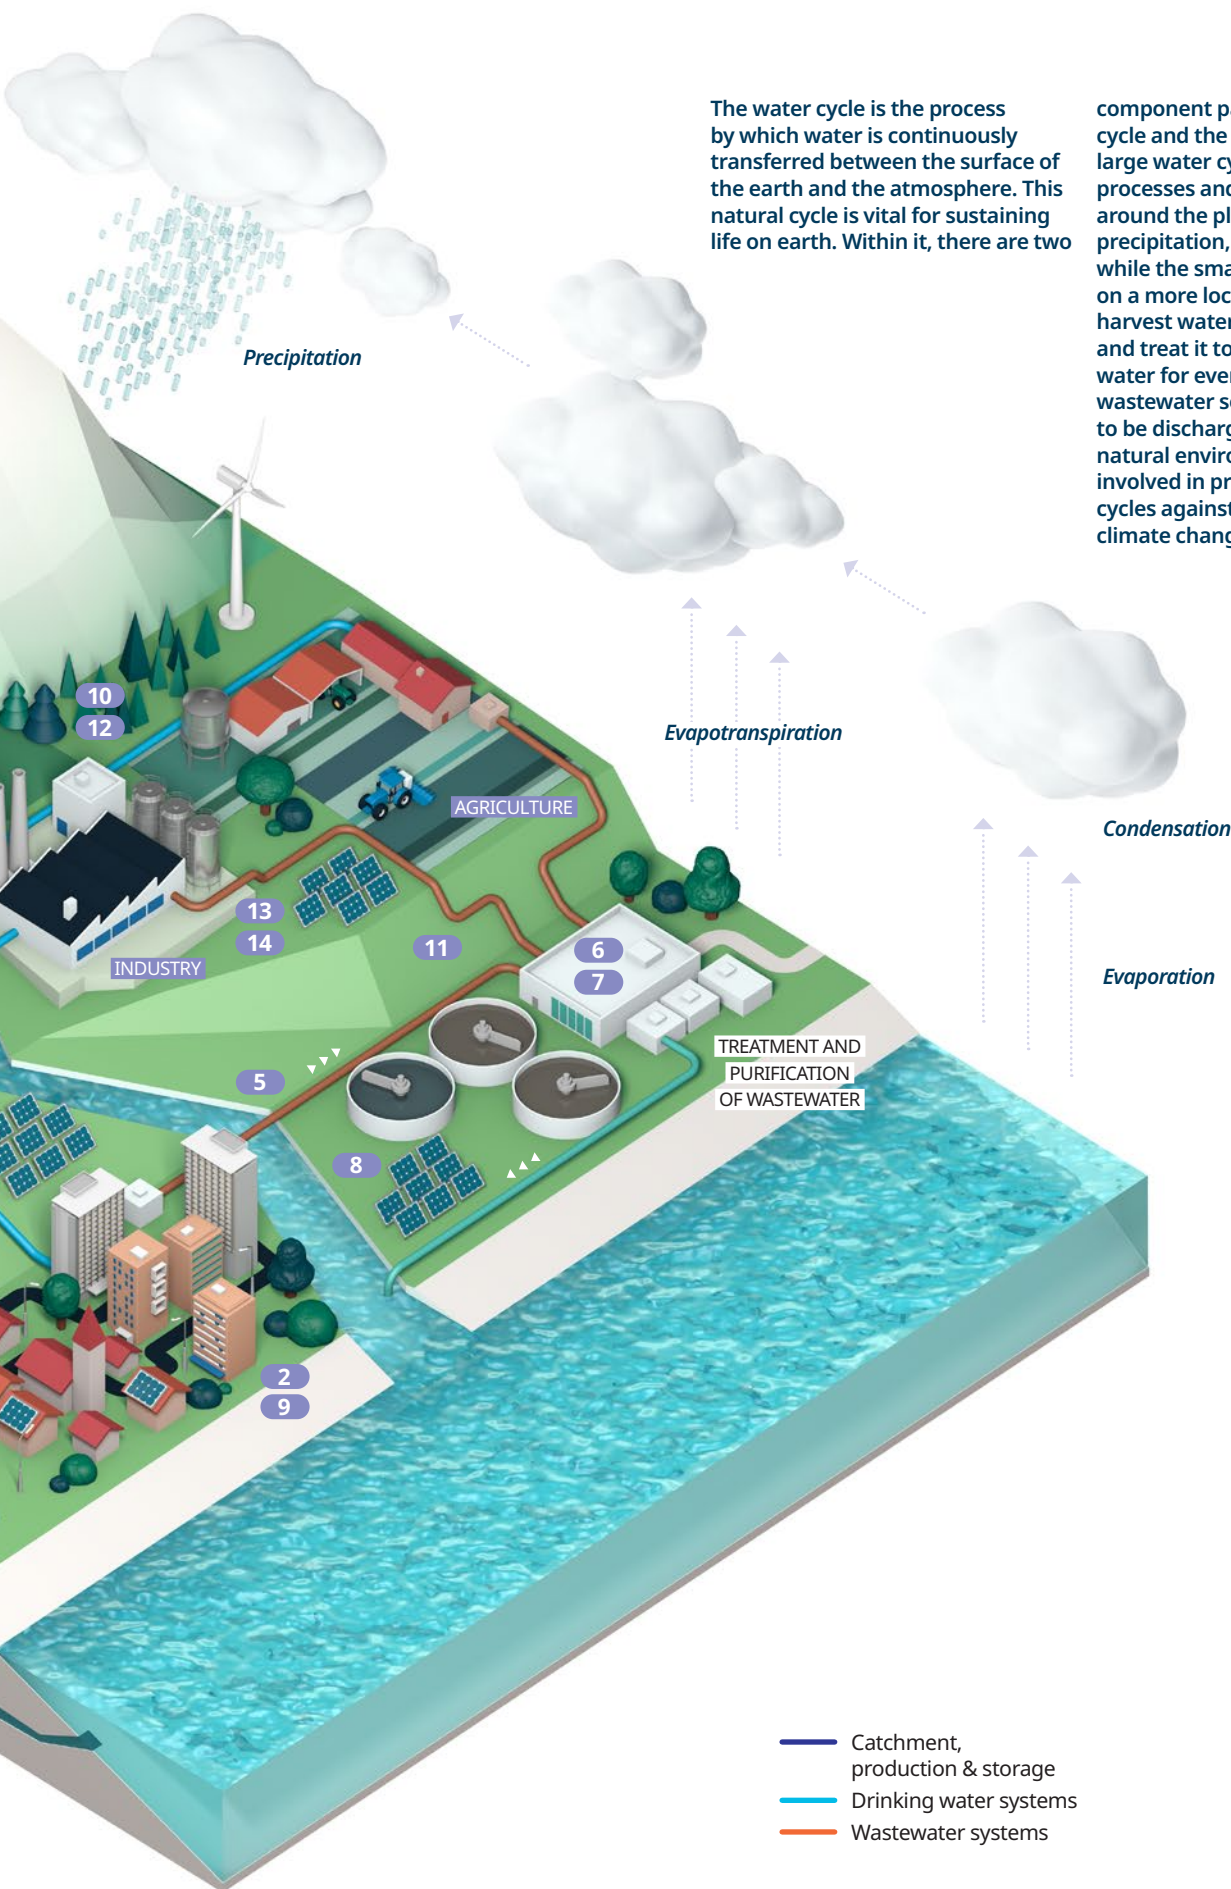 The water cycle is the process
by which water is continuously
transferred between the surface of
the earth and the atmosphere. This
natural cycle is vital for sustaining
life on earth. Within it, there are two
component
cycle and the
large water
processes
around the
precipitation,
while the
on a more
harvest water
and treat it to
water for
wastewater
to be
natural
involved in
cycles against
climate
Precipitation
Evapotranspiration
Condensation
Evaporation
10
12
AGRICULTURE
13
14
11
6
7
INDUSTRY
TREATMENT AND
PURIFICATION
OF WASTEWATER
5
8
2
9
Catchment,
production & storage
Drinking water systems
Wastewater systems